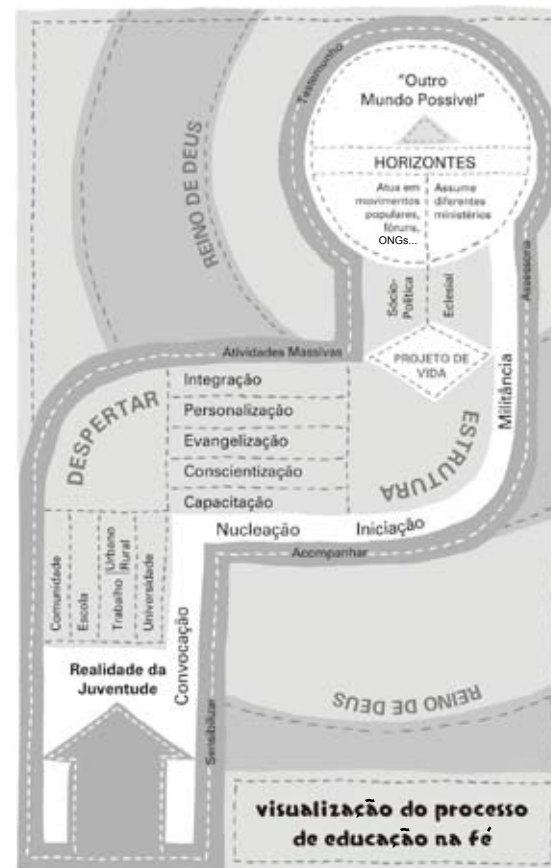 Testemunho
"Outro
Mundo Possível"
HORIZONTES
Atua em
movimentos
populares,
fóruns,
ONGs...
Assume
diferentes
ministérios
REINO DE DEUS
Sócio-
Política
Eclesial
Assessoria
Atividades Massivas
PROJETO DE
VIDA
Militância
DESPERTAR
Integração
Personalização
Evangelização
Conscientização
Capacitação
ESTRUTURA
Nucleação
Iniciação
Acompanhar
Comunidade
Escola
Trabalho
Urbano
Rural
Universidade
Convocação
Realidade da
Juventude
Sensibilizar
REINO DE DEUS
visualização do processo
de educação na fé